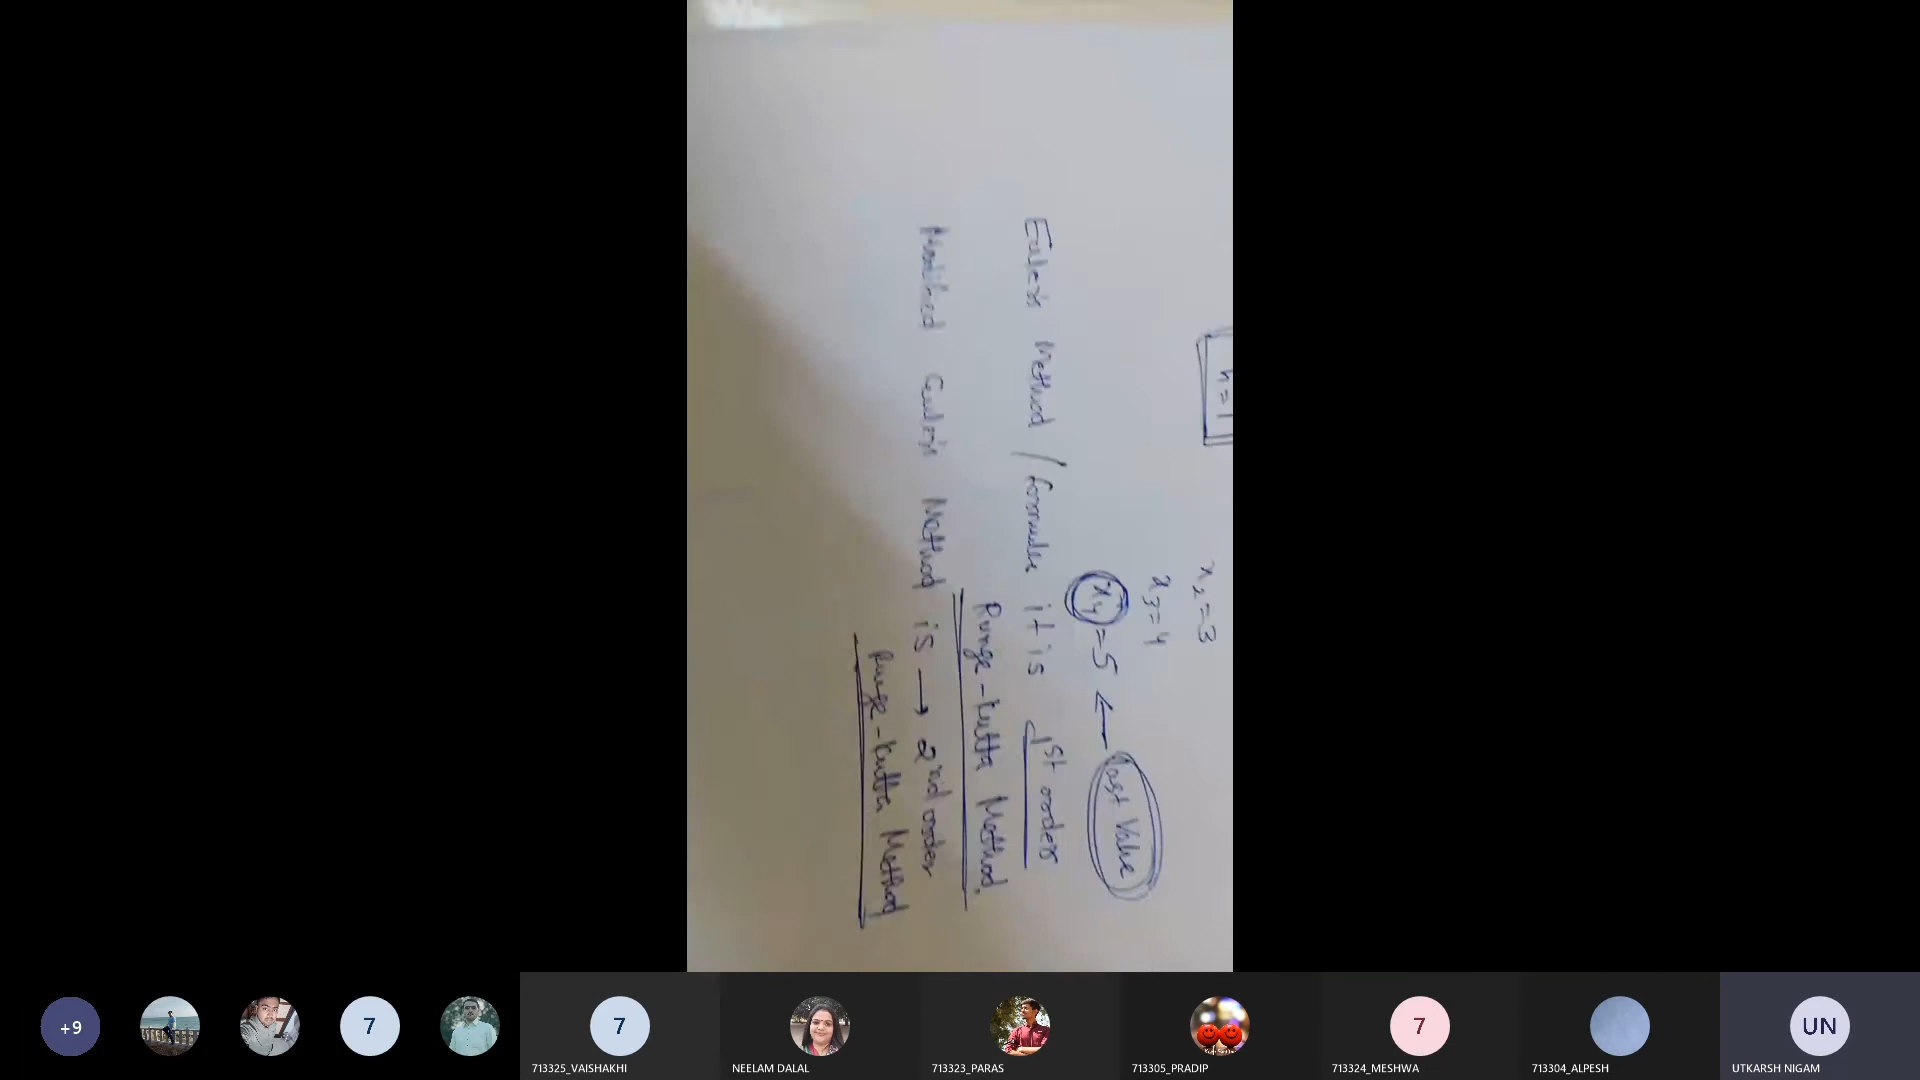 h=1
x2=3
x3=4
x4=5 ← last Value
Euler's Method / formula it is 1st orders
Runge-kutta Method.
Modified Euler's Method is → 2nd order
Runge-kutta Method
+9
7
7
7
UN
713325_VAISHAKHI
NEELAM DALAL
713323_PARAS
713305_PRADIP
713324_MESHWA
713304_ALPESH
UTKARSH NIGAM